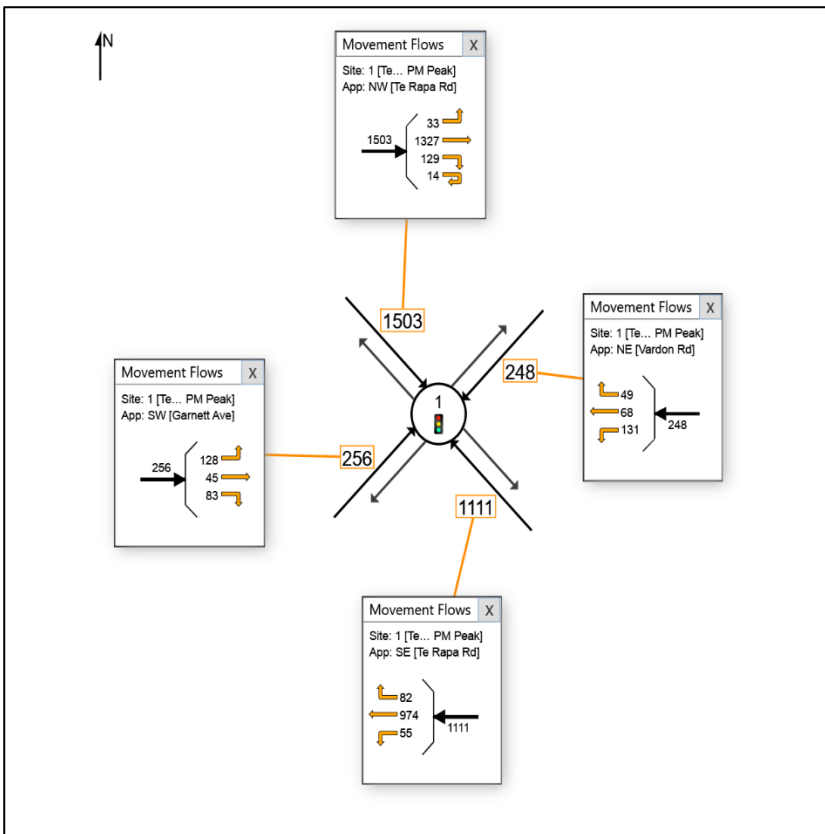 N
Movement Flows X
Site: 1 [Te... PM Peak]
App: NW [Te Rapa Rd]
1503
33
1327
129
14
1503
Movement Flows X
Site: 1 [Te... PM Peak]
App: NE [Vardon Rd]
49
68
131
248
248
1
Movement Flows X
Site: 1 [Te... PM Peak]
App: SW [Garnett Ave]
256
128
45
83
256
1111
Movement Flows X
Site: 1 [Te... PM Peak]
App: SE [Te Rapa Rd]
82
974
55
1111